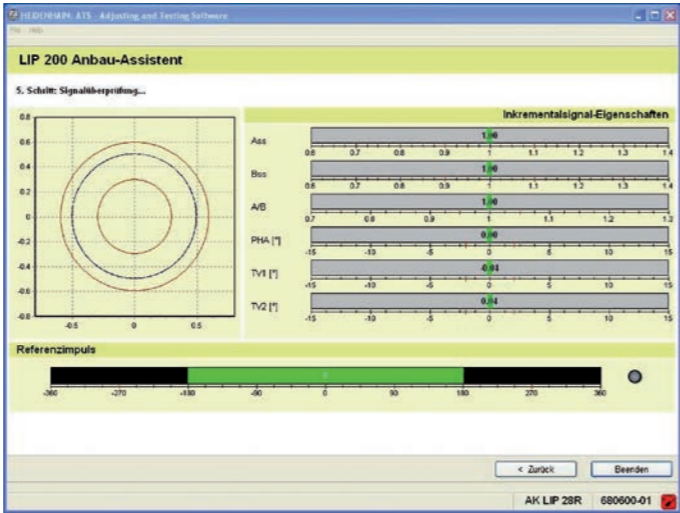 HEIDENHAIN: ATS - Adjusting and Testing Software
File Help
LIP 200 Anbau-Assistent
5. Schritt: Signalüberprüfung...
Inkrementalsignal-Eigenschaften
0.8
0.6
0.4
0.2
0
-0.2
-0.4
-0.6
-0.8
-0.5 0 0.5
Ass 1.00
0.6 0.7 0.8 0.9 1 1.1 1.2 1.3 1.4
Bss 1.00
0.6 0.7 0.8 0.9 1 1.1 1.2 1.3 1.4
A/B 1.00
0.7 0.8 0.9 1 1.1 1.2 1.3
PHA [°] 0.00
-15 -10 -5 0 5 10 15
TV1 [°] -0.04
-15 -10 -5 0 5 10 15
TV2 [°] 0.04
-15 -10 -5 0 5 10 15
Referenzimpuls
-360 -270 -180 -90 0 90 180 270 360
< Zurück Beenden
AK LIP 28R 680600-01